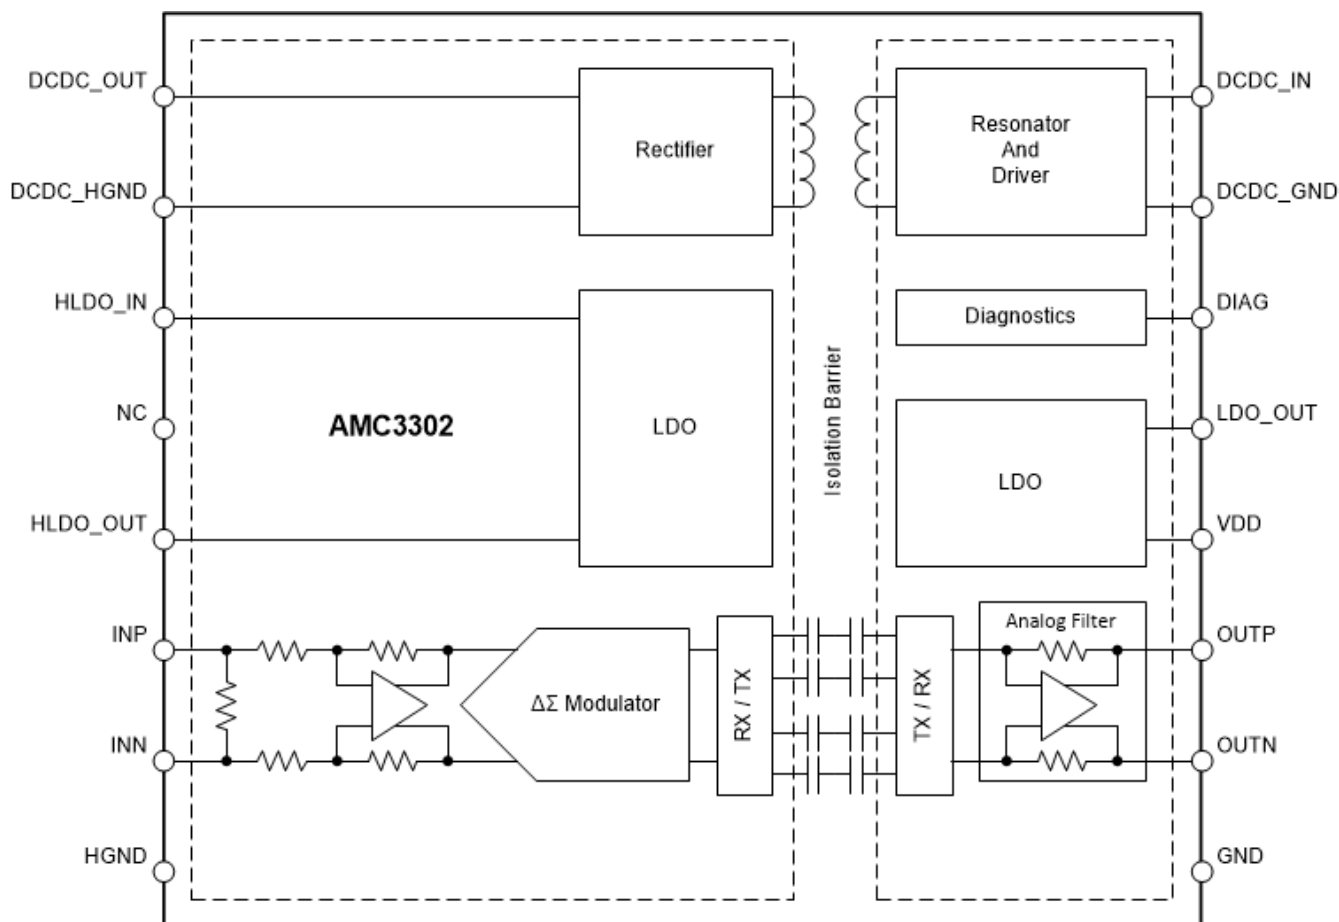 DCDC_OUT
DCDC_IN
Rectifier
Resonator
And
Driver
DCDC_HGND
DCDC_GND
HLDO_IN
Diagnostics
DIAG
NC
AMC3302
LDO
Isolation Barrier
LDO_OUT
LDO
HLDO_OUT
VDD
Analog Filter
INP
OUTP
ΔΣ Modulator
RX / TX
TX / RX
INN
OUTN
HGND
GND